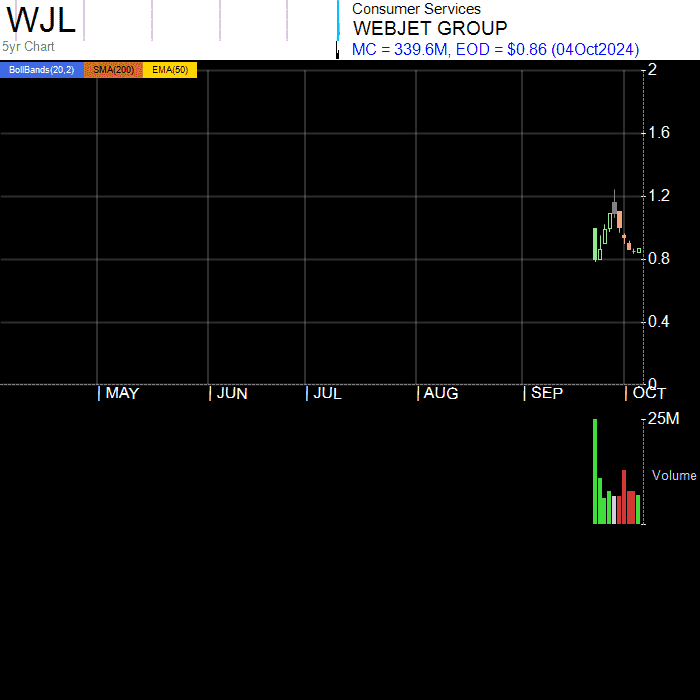 WJL
5yr Chart
Consumer Services
WEBJET GROUP
MC = 339.6M, EOD = $0.86 (04Oct2024)
BollBands(20,2) SMA(200) EMA(50)
2
1.6
1.2
0.8
0.4
0
MAY JUN JUL AUG SEP OCT
25M
Volume